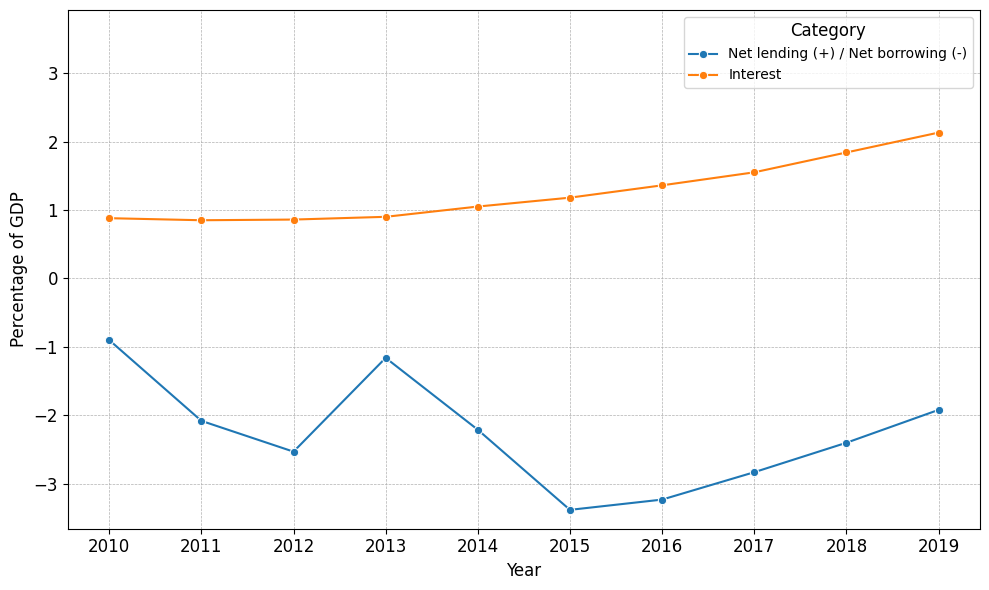 Category
Net lending (+) / Net borrowing (-)
Interest
Percentage of GDP
3
2
1
0
−1
−2
−3
2010 2011 2012 2013 2014 2015 2016 2017 2018 2019
Year